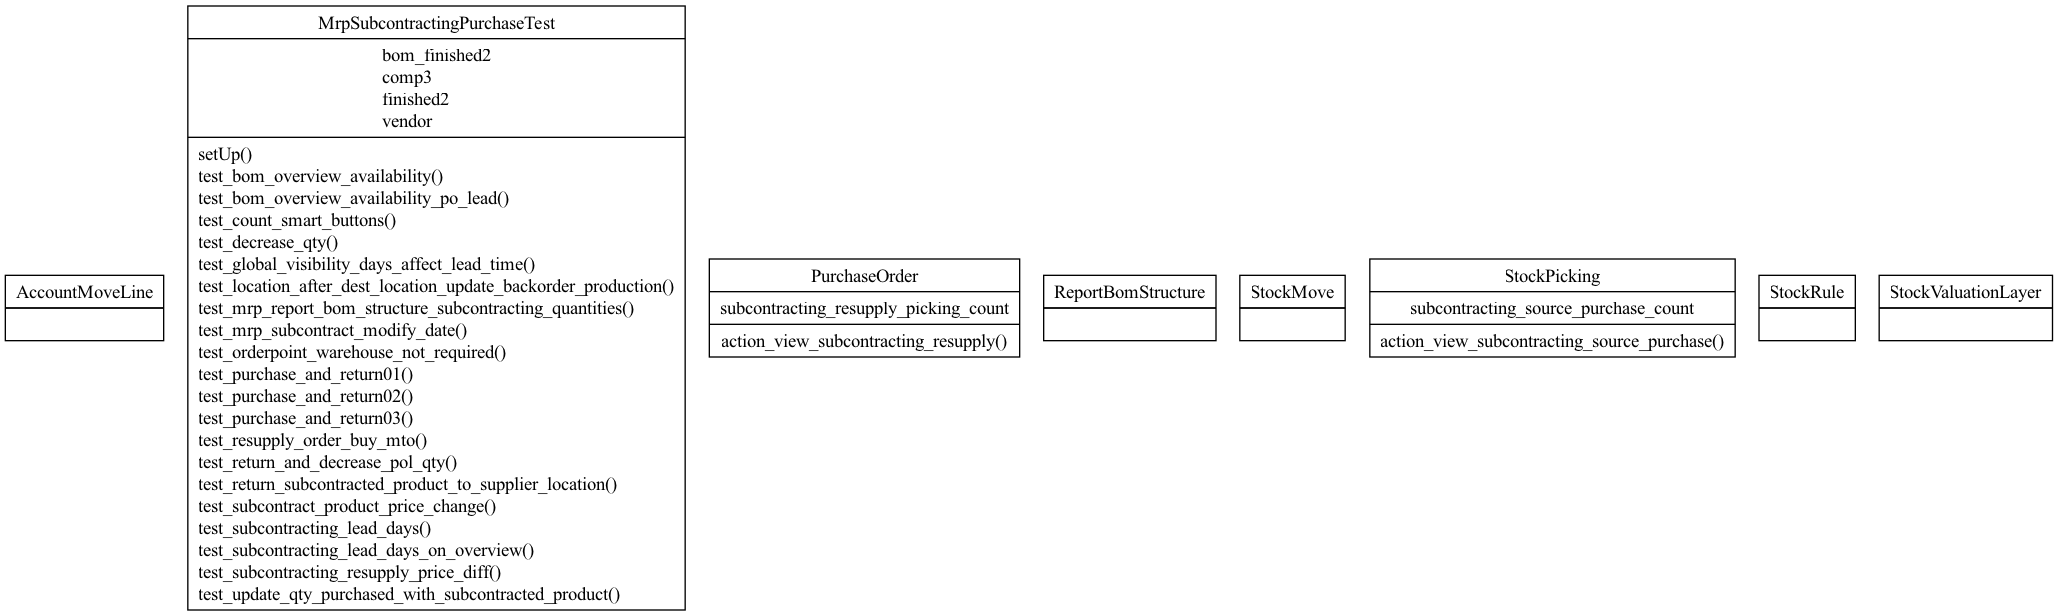 AccountMoveLine
MrpSubcontractingPurchaseTest
bom_finished2
comp3
finished2
vendor
setUp()
test_bom_overview_availability()
test_bom_overview_availability_po_lead()
test_count_smart_buttons()
test_decrease_qty()
test_global_visibility_days_affect_lead_time()
test_location_after_dest_location_update_backorder_production()
test_mrp_report_bom_structure_subcontracting_quantities()
test_mrp_subcontract_modify_date()
test_orderpoint_warehouse_not_required()
test_purchase_and_return01()
test_purchase_and_return02()
test_purchase_and_return03()
test_resupply_order_buy_mto()
test_return_and_decrease_pol_qty()
test_return_subcontracted_product_to_supplier_location()
test_subcontract_product_price_change()
test_subcontracting_lead_days()
test_subcontracting_lead_days_on_overview()
test_subcontracting_resupply_price_diff()
test_update_qty_purchased_with_subcontracted_product()
PurchaseOrder
subcontracting_resupply_picking_count
action_view_subcontracting_resupply()
ReportBomStructure
StockMove
StockPicking
subcontracting_source_purchase_count
action_view_subcontracting_source_purchase()
StockRule
StockValuationLayer